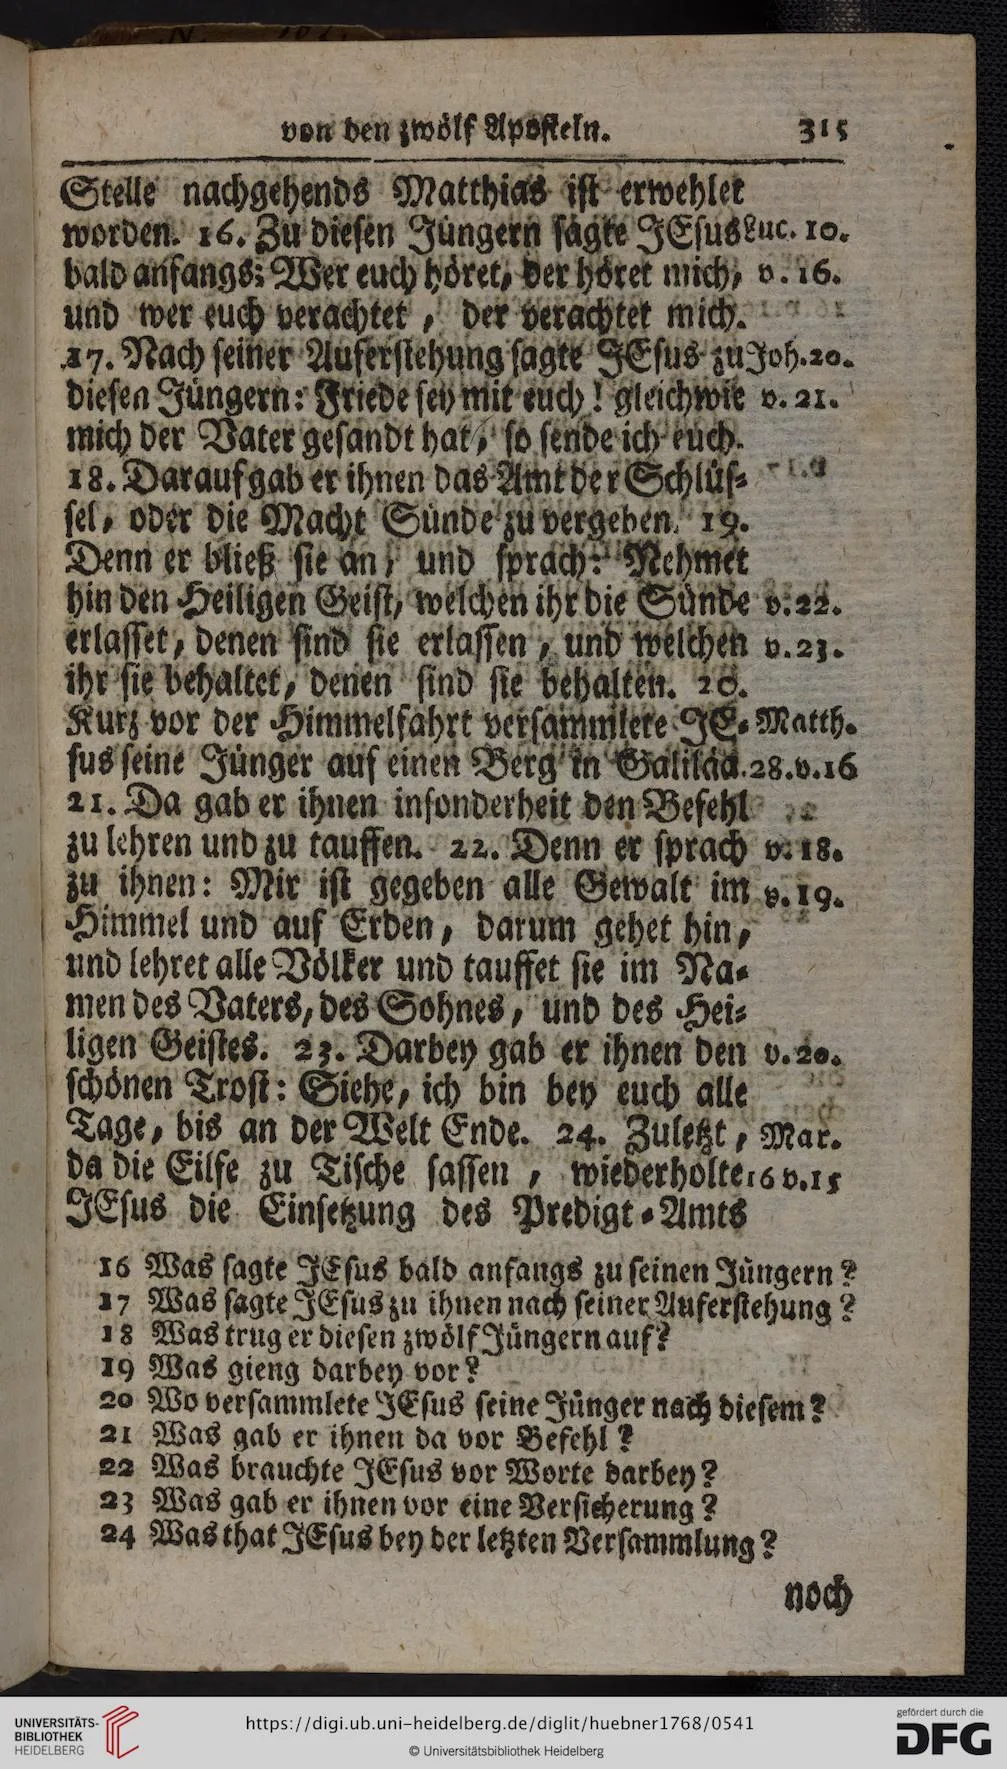 von den zwölf Aposteln. 315
Stelle nachgehends Matthias ist erwehlet
worden. 16. Zu diesen Jüngern sagte JEsus Luc. 10.
bald anfangs: Wer euch höret, der höret mich, v. 16.
und wer euch verachtet, der verachtet mich.
17. Nach seiner Auferstehung sagte JEsus zu Joh. 20.
diesen Jüngern: Friede sey mit euch! gleichwie v. 21.
mich der Vater gesandt hat, so sende ich euch.
18. Darauf gab er ihnen das Amt der Schlüs-
sel, oder die Macht Sünde zu vergeben. 19.
Denn er bließ sie an, und sprach: Nehmet
hin den Heiligen Geist, welchen ihr die Sünde v. 22.
erlasset, denen sind sie erlassen, und welchen v. 23.
ihr sie behaltet, denen sind sie behalten. 20.
Kurz vor der Himmelfahrt versammlete JE- Matth.
sus seine Jünger auf einen Berg in Galiläa. 28. v. 16
21. Da gab er ihnen insonderheit den Befehl
zu lehren und zu tauffen. 22. Denn er sprach v. 18.
zu ihnen: Mir ist gegeben alle Gewalt im v. 19.
Himmel und auf Erden, darum gehet hin,
und lehret alle Völker und tauffet sie im Na-
men des Vaters, des Sohnes, und des Hei-
ligen Geistes. 23. Darbey gab er ihnen den v. 20.
schönen Trost: Siehe, ich bin bey euch alle
Tage, bis an der Welt Ende. 24. Zuletzt, Mar.
da die Eilfe zu Tische sassen, wiederholte 16 v. 15
JEsus die Einsetzung des Predigt-Amts
16 Was sagte JEsus bald anfangs zu seinen Jüngern?
17 Was sagte JEsus zu ihnen nach seiner Auferstehung?
18 Was trug er diesen zwölf Jüngern auf?
19 Was gieng darbey vor?
20 Wo versammlete JEsus seine Jünger nach diesem?
21 Was gab er ihnen da vor Befehl?
22 Was brauchte JEsus vor Worte darbey?
23 Was gab er ihnen vor eine Versicherung?
24 Was that JEsus bey der letzten Versammlung?
noch
UNIVERSITÄTS-
BIBLIOTHEK
HEIDELBERG
https://digi.ub.uni-heidelberg.de/diglit/huebner1768/0541
© Universitätsbibliothek Heidelberg
gefördert durch die
DFG